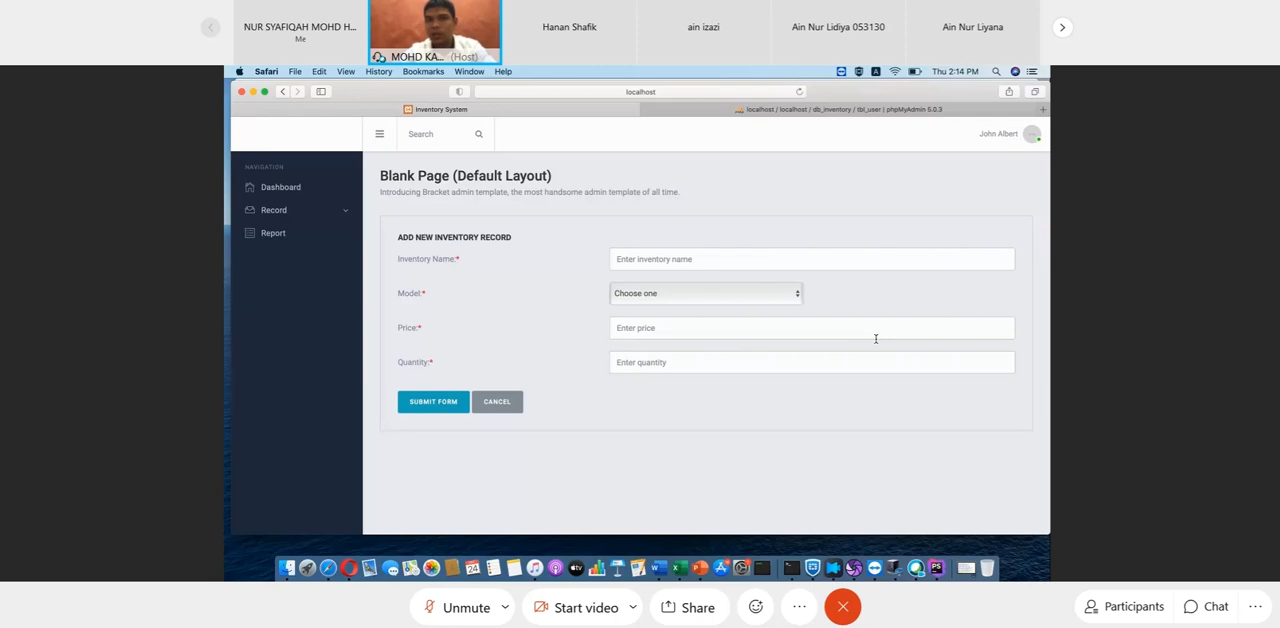 NUR SYAFIQAH MOHD H...
Me
MOHD KA... (Host)
Hanan Shafik
ain izazi
Ain Nur Lidiya 053130
Ain Nur Liyana
Safari File Edit View History Bookmarks Window Help
Thu 2:14 PM
localhost
Inventory System
localhost / localhost / db_inventory / tbl_user | phpMyAdmin 5.0.3
Search
John Albert
NAVIGATION
Dashboard
Record
Report
Blank Page (Default Layout)
Introducing Bracket admin template, the most handsome admin template of all time.
ADD NEW INVENTORY RECORD
Inventory Name:* Enter inventory name
Model:* Choose one
Price:* Enter price
Quantity:* Enter quantity
SUBMIT FORM CANCEL
Unmute
Start video
Share
Participants
Chat